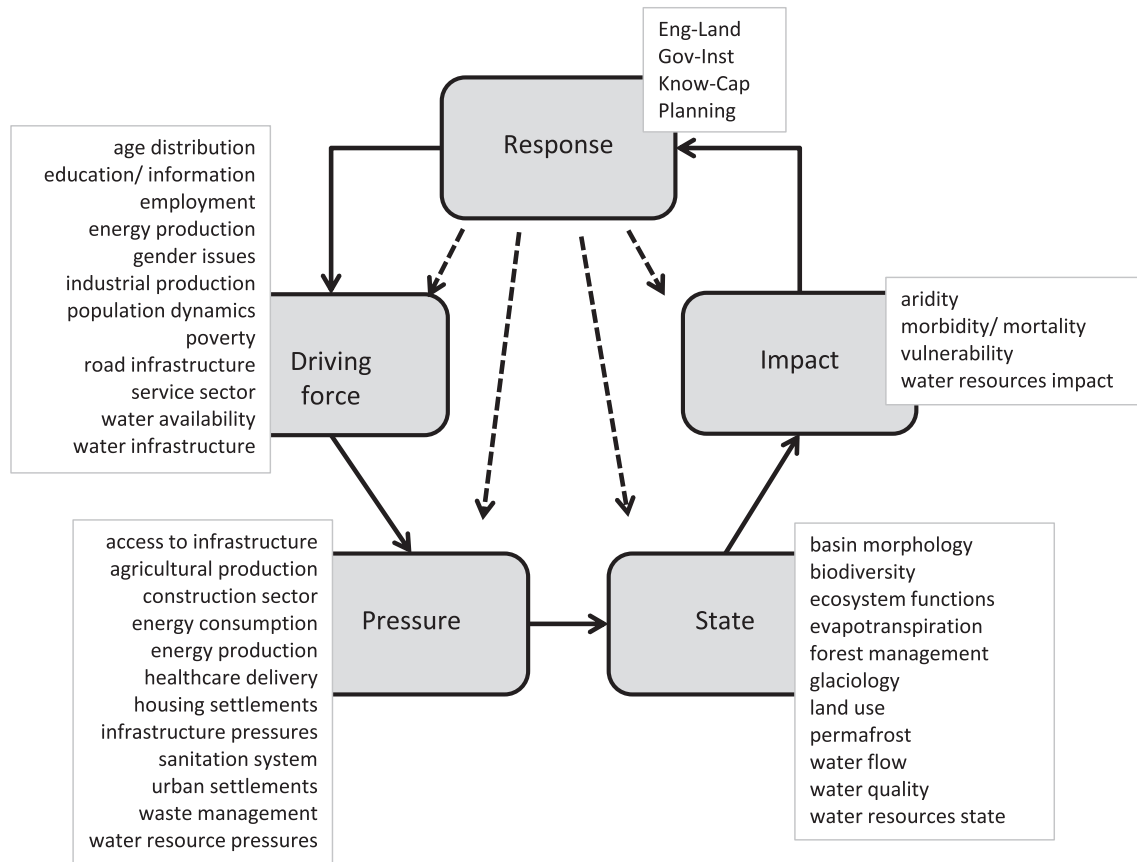 Eng-Land
Gov-Inst
Know-Cap
Planning
Response
age distribution
education/ information
employment
energy production
gender issues
industrial production
population dynamics
poverty
road infrastructure
service sector
water availability
water infrastructure
Driving
force
Impact
aridity
morbidity/ mortality
vulnerability
water resources impact
access to infrastructure
agricultural production
construction sector
energy consumption
energy production
healthcare delivery
housing settlements
infrastructure pressures
sanitation system
urban settlements
waste management
water resource pressures
Pressure
State
basin morphology
biodiversity
ecosystem functions
evapotranspiration
forest management
glaciology
land use
permafrost
water flow
water quality
water resources state